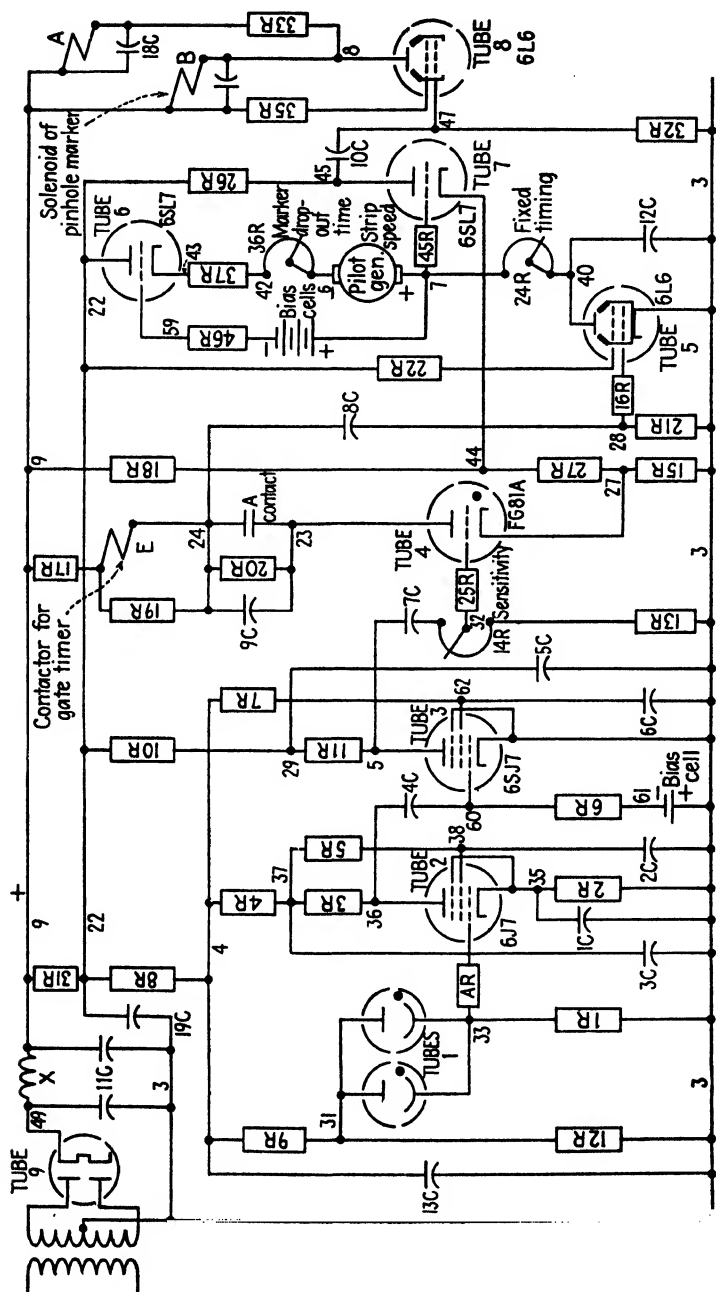 TUBE
9
49
X
11C
3
19C
+
9
9
22
31R
8R
4
13C
9R
31
12R
TUBES
1
33
1R
AR
3
4R
37
3R
5R
36
TUBE
2
38
6J7
35
1C
2R
3C
2C
4C
60
6R
61
Bias
cell
- +
TUBE
3
62
6SJ7
7R
6C
10R
29
11R
5
5C
17R
19R
E
Contactor for
gate timer
24
9C
20R
A
contact
23
7C
32
14R
Sensitivity
25R
13R
TUBE
4
FG81A
3
18R
44
27R
27
15R
8C
28
16R
21R
22R
TUBE
5
6L6
40
12C
22
TUBE
6
6SL7
43
59
37R
46R
42
36R
Marker
drop-
out
time
Bias
cells
- +
6
-
Pilot
gen.
Strip
speed
+
7
45R
24R
Fixed
timing
26R
45
10C
TUBE
7
6SL7
47
32R
3
Solenoid of
pinhole marker
A
18C
B
33R
35R
8
TUBE
8
6L6